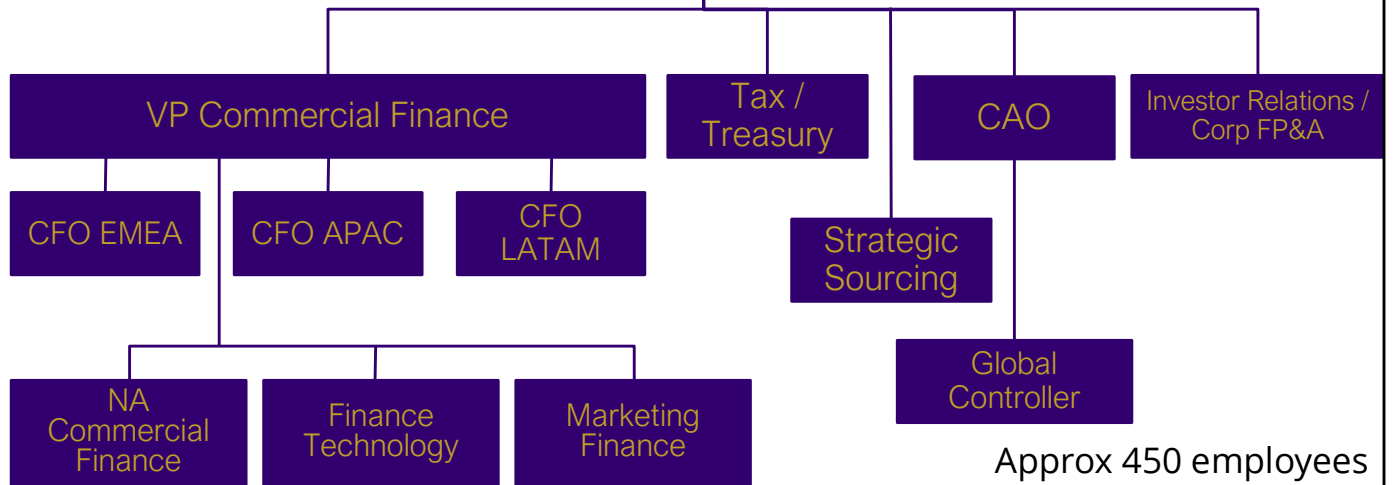 VP Commercial Finance
Tax /
Treasury
CAO
Investor Relations /
Corp FP&A
CFO EMEA
CFO APAC
CFO
LATAM
Strategic
Sourcing
Global
Controller
NA
Commercial
Finance
Finance
Technology
Marketing
Finance
Approx 450 employees